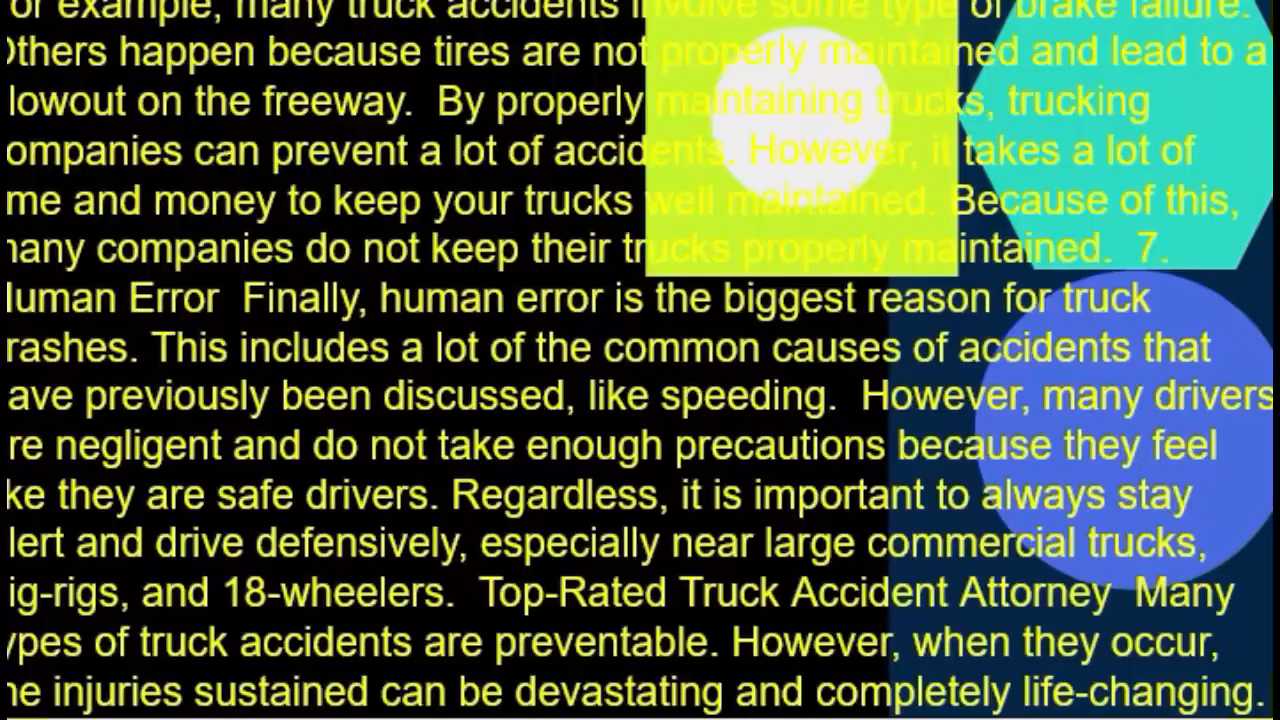 or example, many truck accidents involve some type of brake failure.
Others happen because tires are not properly maintained and lead to a
lowout on the freeway.  By properly maintaining trucks, trucking
ompanies can prevent a lot of accidents. However, it takes a lot of
me and money to keep your trucks well maintained. Because of this,
many companies do not keep their trucks properly maintained.  7.
Human Error  Finally, human error is the biggest reason for truck
rashes. This includes a lot of the common causes of accidents that
ave previously been discussed, like speeding.  However, many drivers
re negligent and do not take enough precautions because they feel
ke they are safe drivers. Regardless, it is important to always stay
lert and drive defensively, especially near large commercial trucks,
ig-rigs, and 18-wheelers.  Top-Rated Truck Accident Attorney  Many
ypes of truck accidents are preventable. However, when they occur,
he injuries sustained can be devastating and completely life-changing.